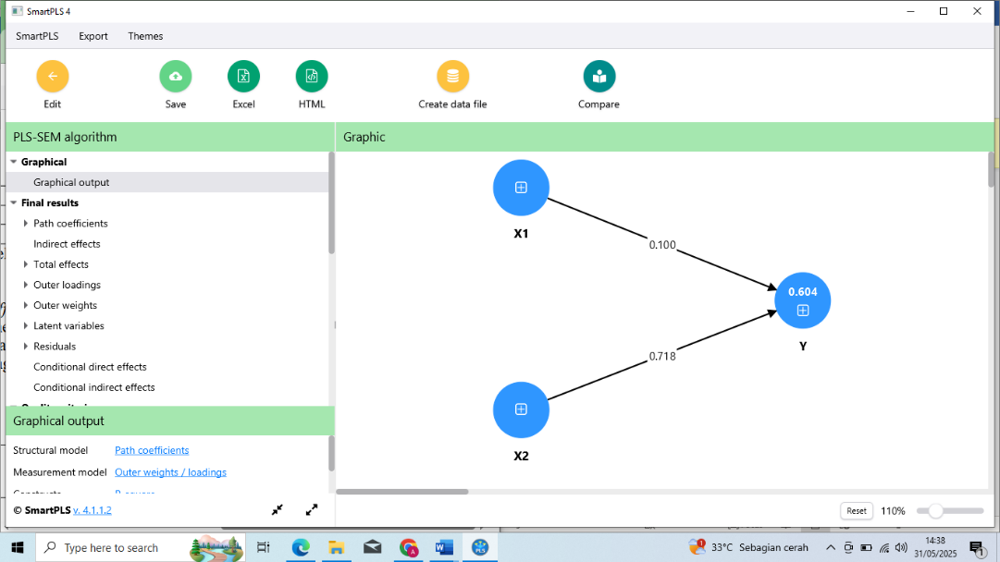 SmartPLS 4
SmartPLS Export Themes
Edit Save Excel HTML Create data file Compare
PLS-SEM algorithm
Graphical
Graphical output
Final results
Path coefficients
Indirect effects
Total effects
Outer loadings
Outer weights
Latent variables
Residuals
Conditional direct effects
Conditional indirect effects
Graphical output
Structural model Path coefficients
Measurement model Outer weights / loadings
© SmartPLS v. 4.1.1.2
Graphic
X1
0.100
0.604
Y
0.718
X2
Reset 110%
Type here to search
33°C Sebagian cerah
14:38
31/05/2025